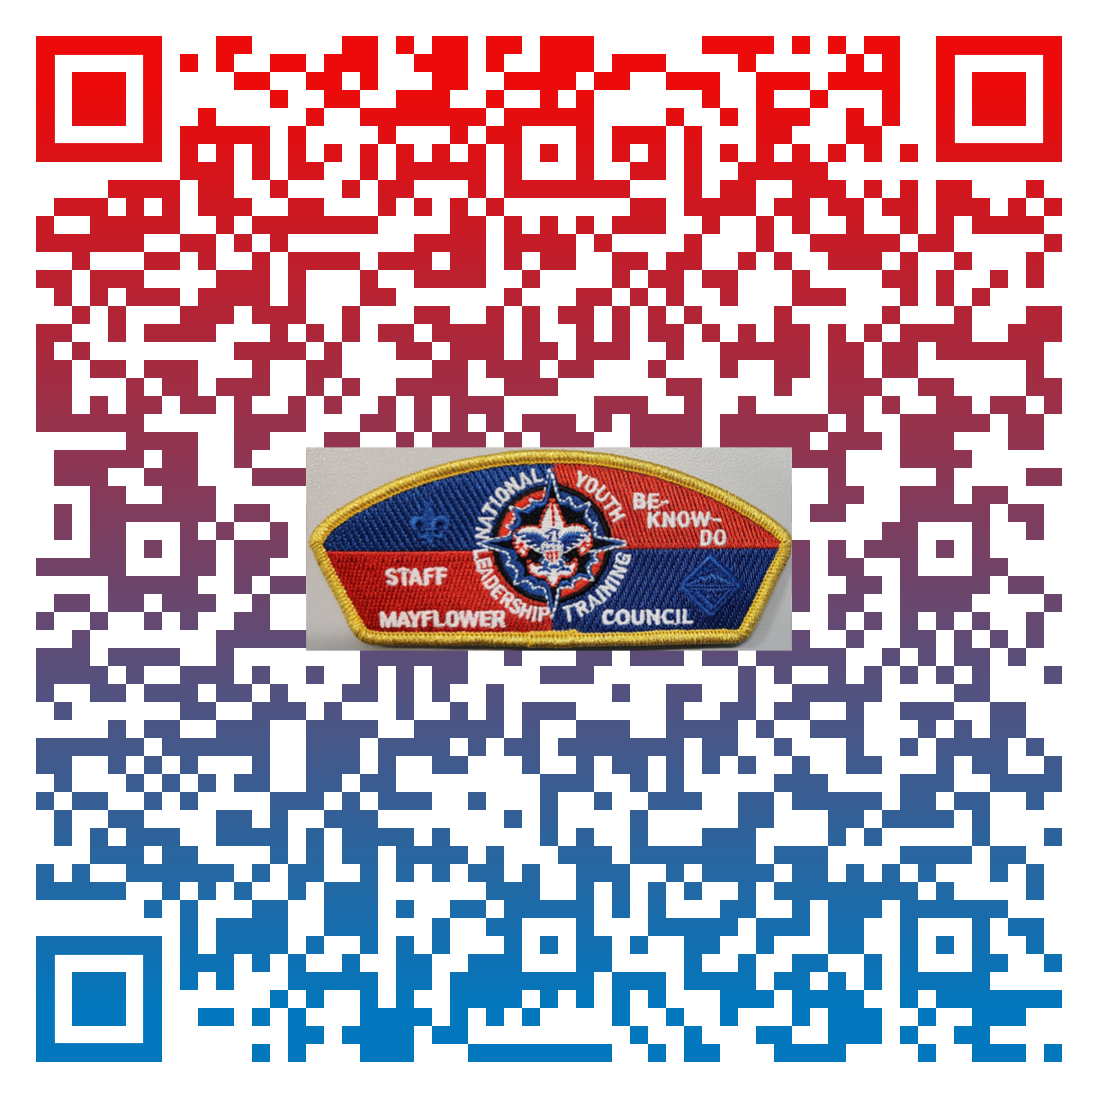 NATIONAL YOUTH
BE-
KNOW-
DO
STAFF
LEADERSHIP TRAINING
MAYFLOWER COUNCIL